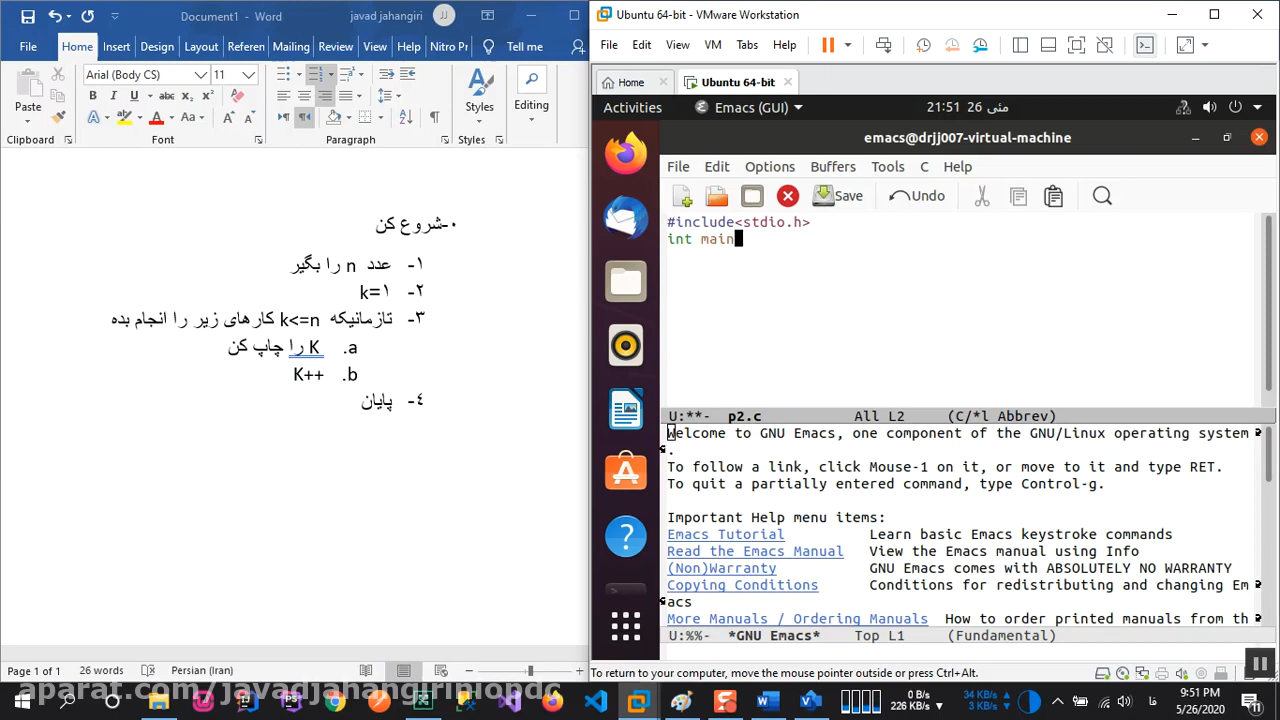 Document1 - Word
javad jahangiri
JJ
File Home Insert Design Layout Referen Mailing Review View Help Nitro Pr Tell me
Arial (Body CS) 11
Paste
Styles
Editing
Clipboard Font Paragraph Styles
۰-شروع کن
۱- عدد n را بگیر
۲- k=۱
۳- تازمانیکه k<=n کارهای زیر را انجام بده
a. K را چاپ کن
b. K++
٤- پایان
Page 1 of 1 26 words Persian (Iran)
Ubuntu 64-bit - VMware Workstation
File Edit View VM Tabs Help
Home Ubuntu 64-bit
Activities Emacs (GUI) 21:51 26 مئی
emacs@drjj007-virtual-machine
File Edit Options Buffers Tools C Help
Save Undo
#include<stdio.h>
int main
U:**- p2.c All L2 (C/*l Abbrev)
Welcome to GNU Emacs, one component of the GNU/Linux operating system
.
To follow a link, click Mouse-1 on it, or move to it and type RET.
To quit a partially entered command, type Control-g.
Important Help menu items:
Emacs Tutorial Learn basic Emacs keystroke commands
Read the Emacs Manual View the Emacs manual using Info
(Non)Warranty GNU Emacs comes with ABSOLUTELY NO WARRANTY
Copying Conditions Conditions for redistributing and changing Em
acs
More Manuals / Ordering Manuals How to order printed manuals from th
U:%%- *GNU Emacs* Top L1 (Fundamental)
To return to your computer, move the mouse pointer outside or press Ctrl-Alt.
aparat.com/javadjahangiriniondc
0 B/s
226 KB/s
34 KB/s
3 KB/s
فا
9:51 PM
5/26/2020
11